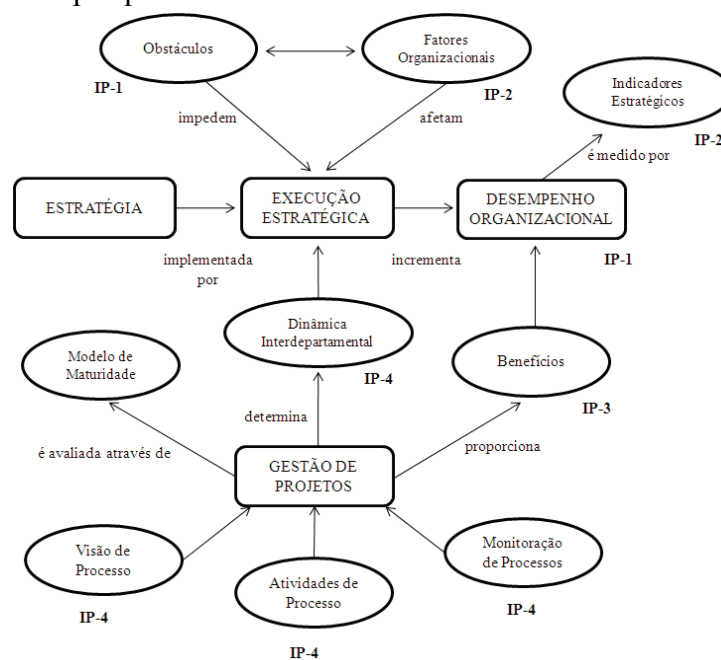 Obstáculos
Fatores
Organizacionais
IP-1
IP-2
Indicadores
Estratégicos
IP-2
impedem
afetam
é medido por
ESTRATÉGIA
EXECUÇÃO
ESTRATÉGICA
DESEMPENHO
ORGANIZACIONAL
implementada
por
incrementa
IP-1
Dinâmica
Interdepartamental
IP-4
Modelo de
Maturidade
Benefícios
IP-3
determina
é avaliada através de
proporciona
GESTÃO DE
PROJETOS
Visão de
Processo
IP-4
Atividades de
Processo
IP-4
Monitoração
de Processos
IP-4